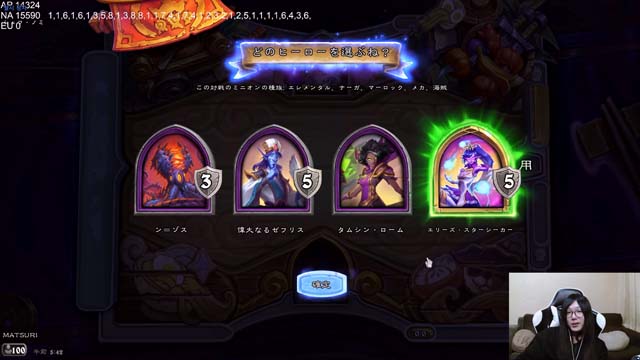 AP 14324
NA 15590 1,1,6,1,6,1,3,5,8,1,3,8,8,1,1,7,4,1,7,4,1,2,3,2,1,2,5,1,1,1,1,6,4,3,6,
EU 0
どのヒーローを選ぶね？
この対戦のミニオンの種族: エレメンタル、ナーガ、マーロック、メカ、海賊
3
5
5
用
ン＝ゾス
偉大なるゼフリス
タムシン・ローム
エリーズ・スターシーカー
確定
MATSURI
100
午前 5:42